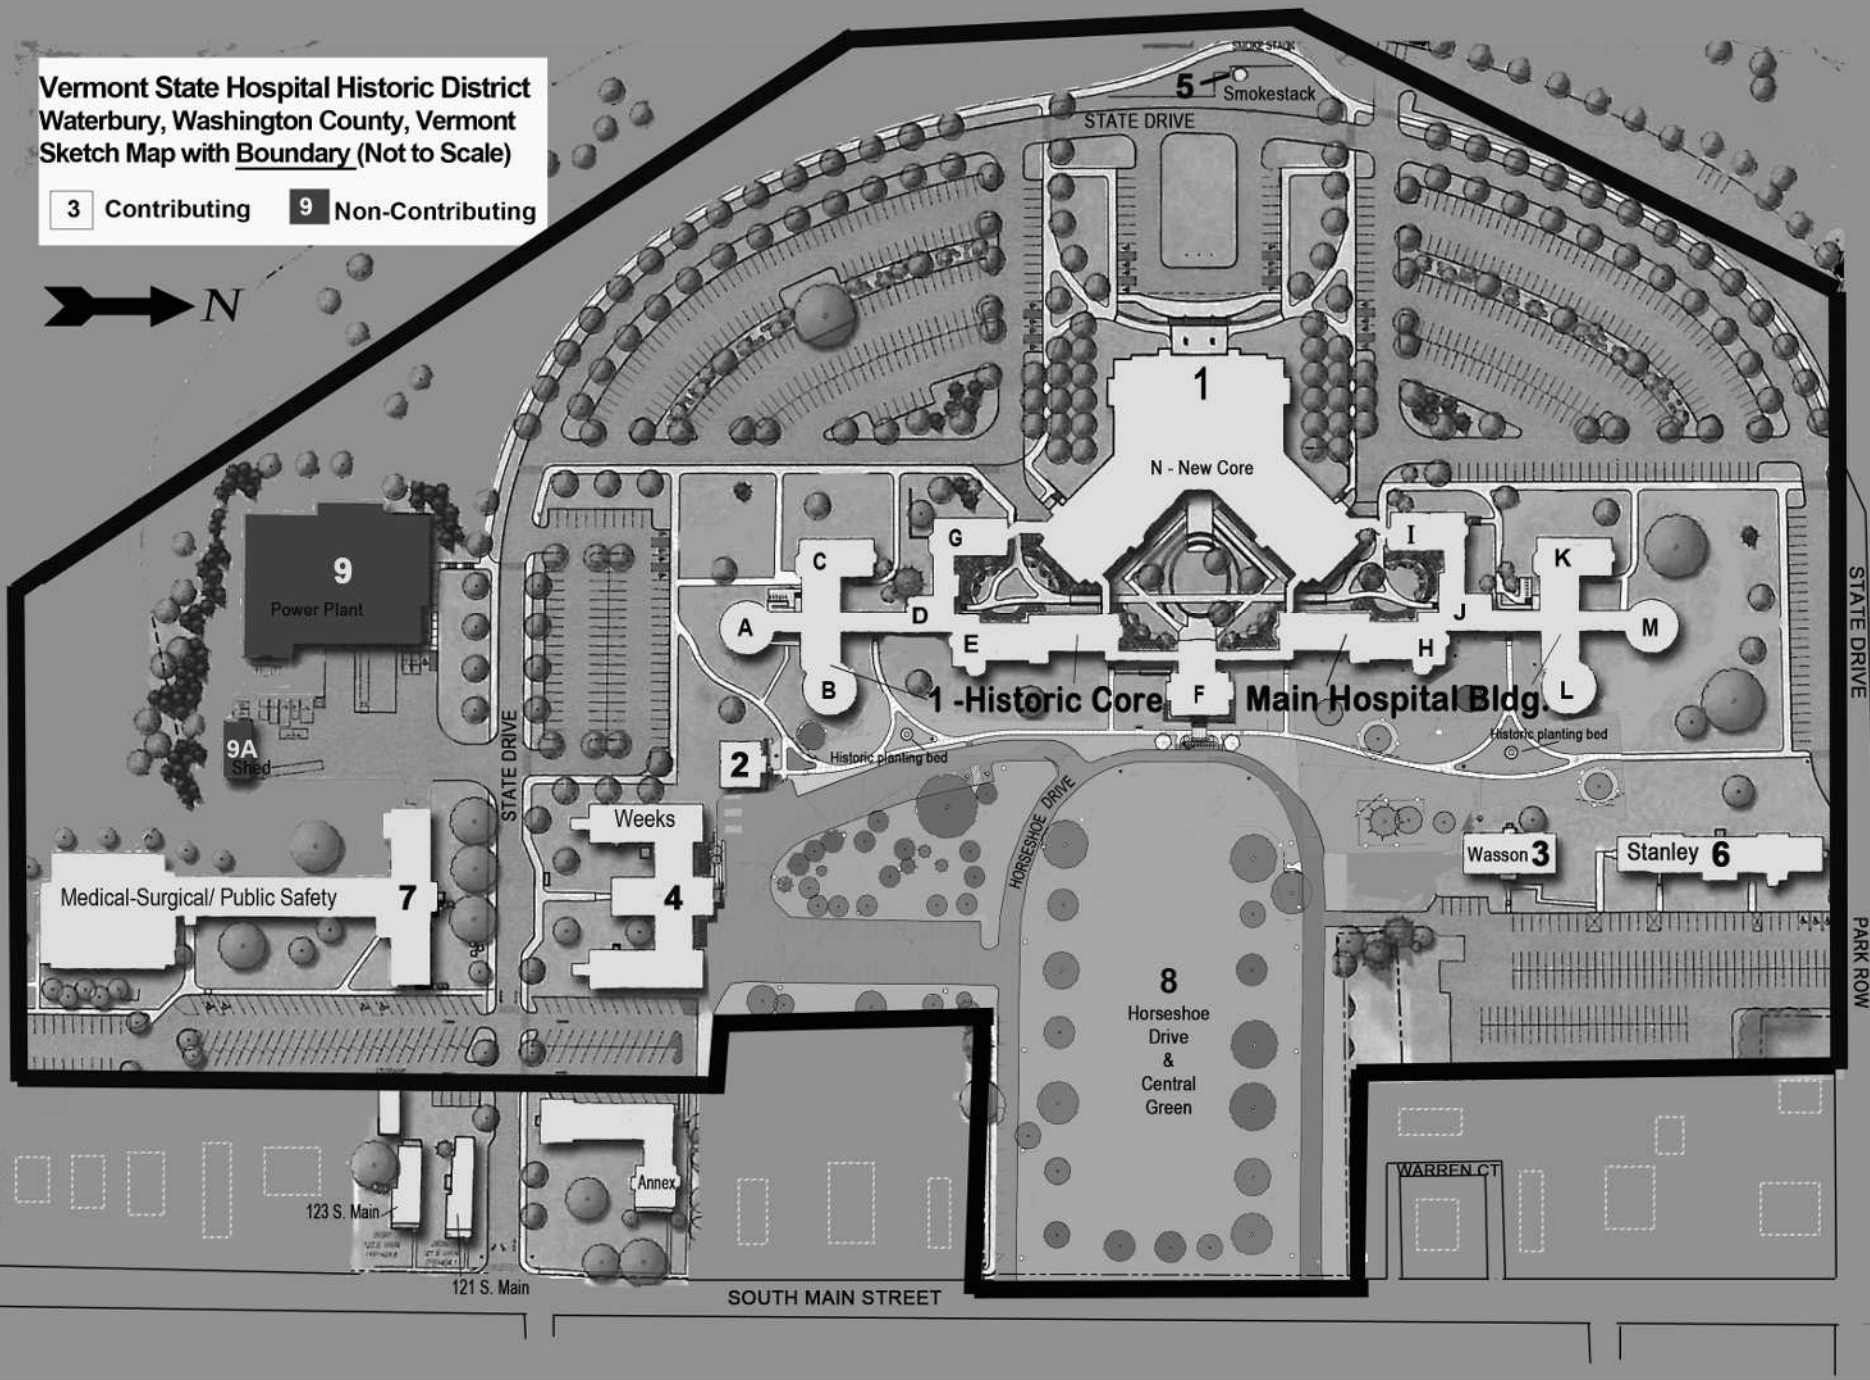 Vermont State Hospital Historic District
Waterbury, Washington County, Vermont
Sketch Map with Boundary (Not to Scale)
3 Contributing
9 Non-Contributing
N
SMOKE STACK
5
Smokestack
STATE DRIVE
1
N - New Core
G
I
C
K
9
Power Plant
A
D
E
J
H
M
B
1 -Historic Core
F
Main Hospital Bldg.
L
STATE DRIVE
9A
Shed
STATE DRIVE
2
Historic planting bed
Historic planting bed
HORSESHOE DRIVE
Weeks
4
Wasson 3
Stanley 6
Medical-Surgical/ Public Safety
7
PARK ROW
8
Horseshoe
Drive
&
Central
Green
WARREN CT
Annex
123 S. Main
121 S. Main
SOUTH MAIN STREET